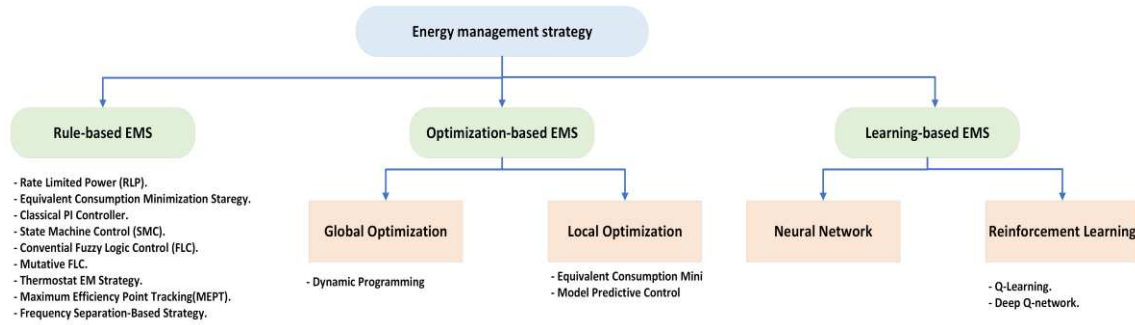 Energy management strategy
Rule-based EMS
Optimization-based EMS
Learning-based EMS
- Rate Limited Power (RLP).
- Equivalent Consumption Minimization Staregy.
- Classical PI Controller.
- State Machine Control (SMC).
- Convential Fuzzy Logic Control (FLC).
- Mutative FLC.
- Thermostat EM Strategy.
- Maximum Efficiency Point Tracking(MEPT).
- Frequency Separation-Based Strategy.
Global Optimization
Local Optimization
Neural Network
Reinforcement Learning
- Dynamic Programming
- Equivalent Consumption Mini
- Model Predictive Control
- Q-Learning.
- Deep Q-network.